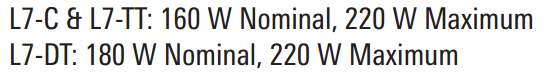 L7-C & L7-TT: 160 W Nominal, 220 W Maximum
L7-DT: 180 W Nominal, 220 W Maximum